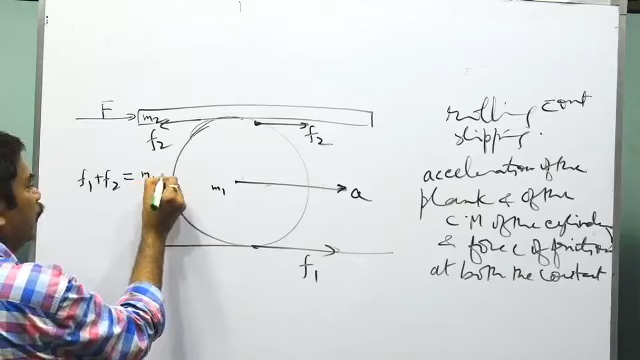 F
m2
f2
f2
f1+f2 = m
m1
a
f1
rolling cont
slipping.
acceleration of the
plank & of the
C.M of the cylinder
& force of friction
at both the contast